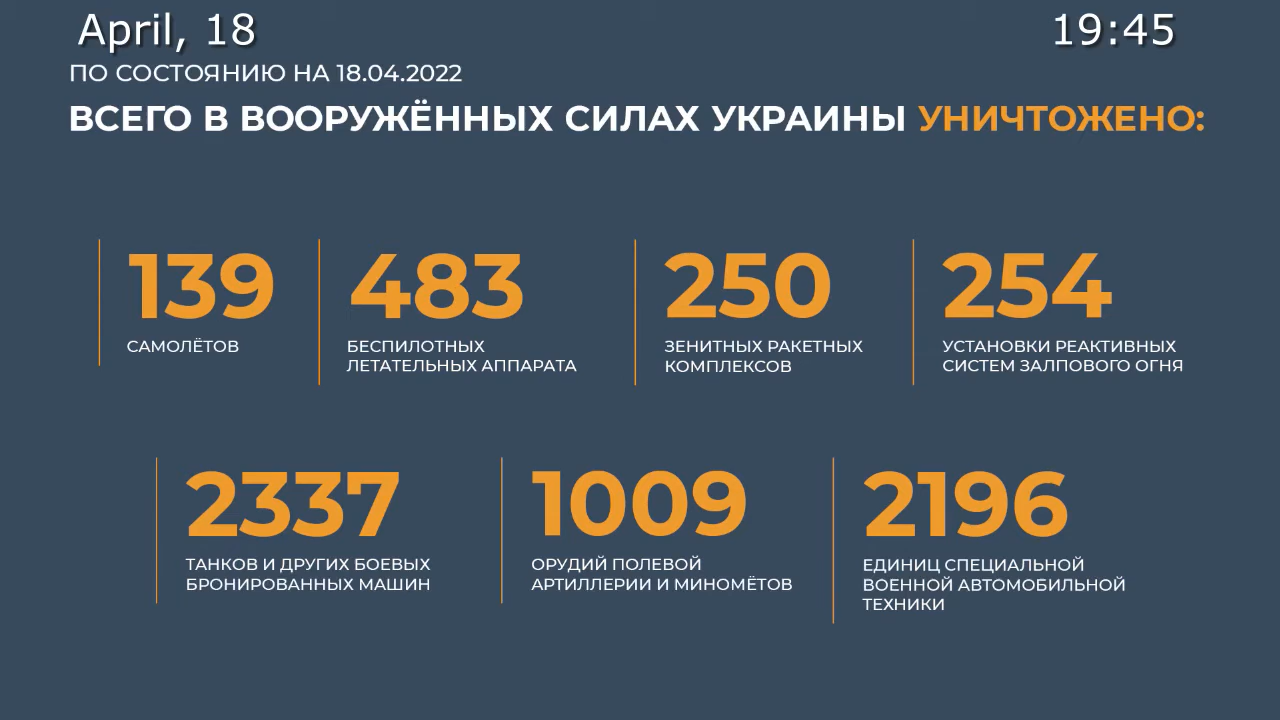 April, 18
19:45
ПО СОСТОЯНИЮ НА 18.04.2022
ВСЕГО В ВООРУЖЁННЫХ СИЛАХ УКРАИНЫ УНИЧТОЖЕНО:
139
САМОЛЁТОВ
483
БЕСПИЛОТНЫХ
ЛЕТАТЕЛЬНЫХ АППАРАТА
250
ЗЕНИТНЫХ РАКЕТНЫХ
КОМПЛЕКСОВ
254
УСТАНОВКИ РЕАКТИВНЫХ
СИСТЕМ ЗАЛПОВОГО ОГНЯ
2337
ТАНКОВ И ДРУГИХ БОЕВЫХ
БРОНИРОВАННЫХ МАШИН
1009
ОРУДИЙ ПОЛЕВОЙ
АРТИЛЛЕРИИ И МИНОМЁТОВ
2196
ЕДИНИЦ СПЕЦИАЛЬНОЙ
ВОЕННОЙ АВТОМОБИЛЬНОЙ
ТЕХНИКИ